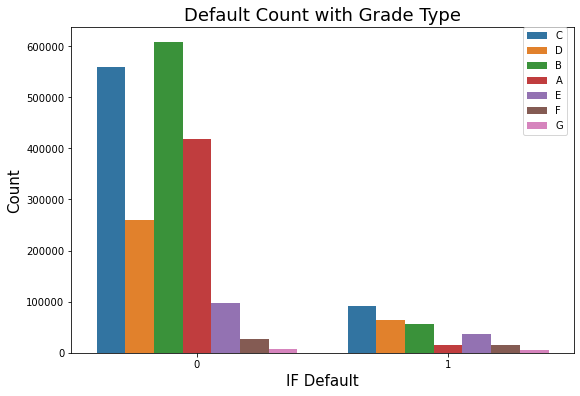 Default Count with Grade Type
C
D
B
A
E
F
G
Count
600000
500000
400000
300000
200000
100000
0
0
1
IF Default